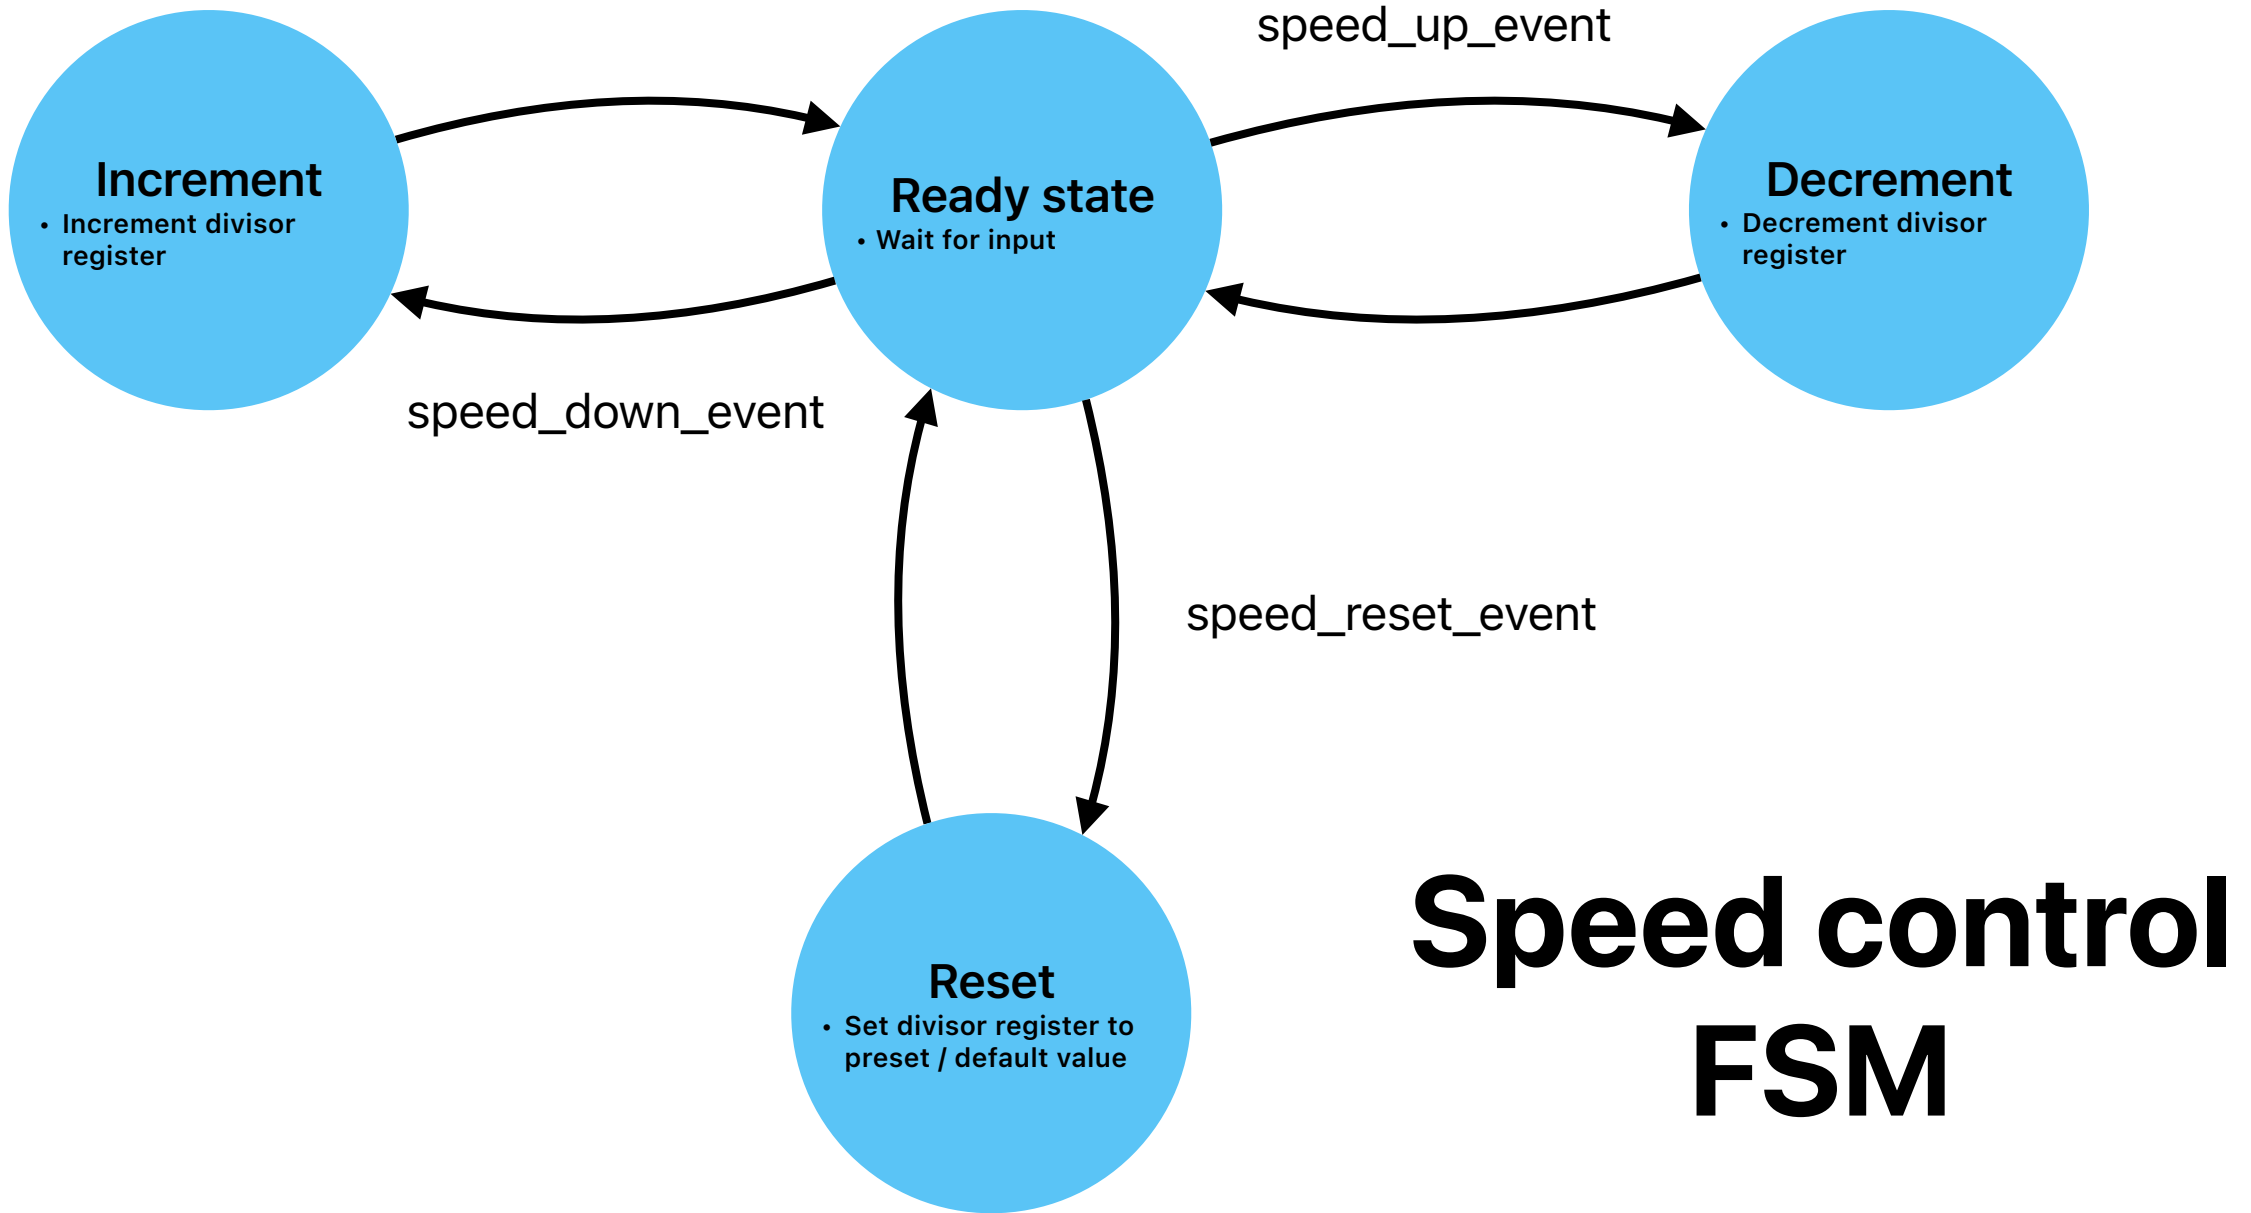 speed_up_event
Increment
• Increment divisor
register
Ready state
• Wait for input
Decrement
• Decrement divisor
register
speed_down_event
speed_reset_event
Reset
• Set divisor register to
preset / default value
Speed control
FSM